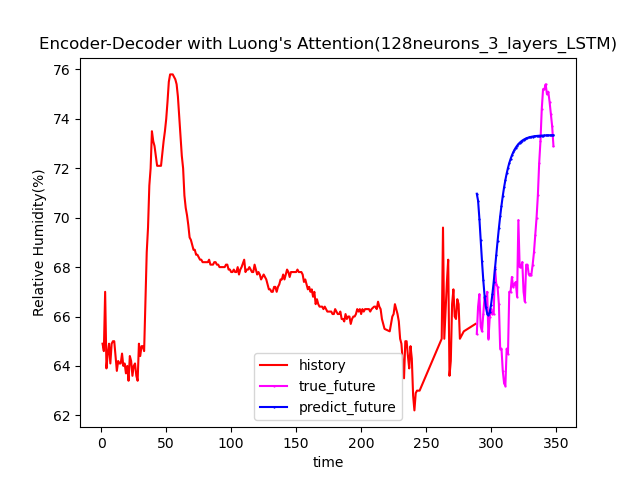 Encoder-Decoder with Luong's Attention(128neurons_3_layers_LSTM)
76
74
72
70
68
66
64
62
Relative Humidity(%)
history
true_future
predict_future
0 50 100 150 200 250 300 350
time